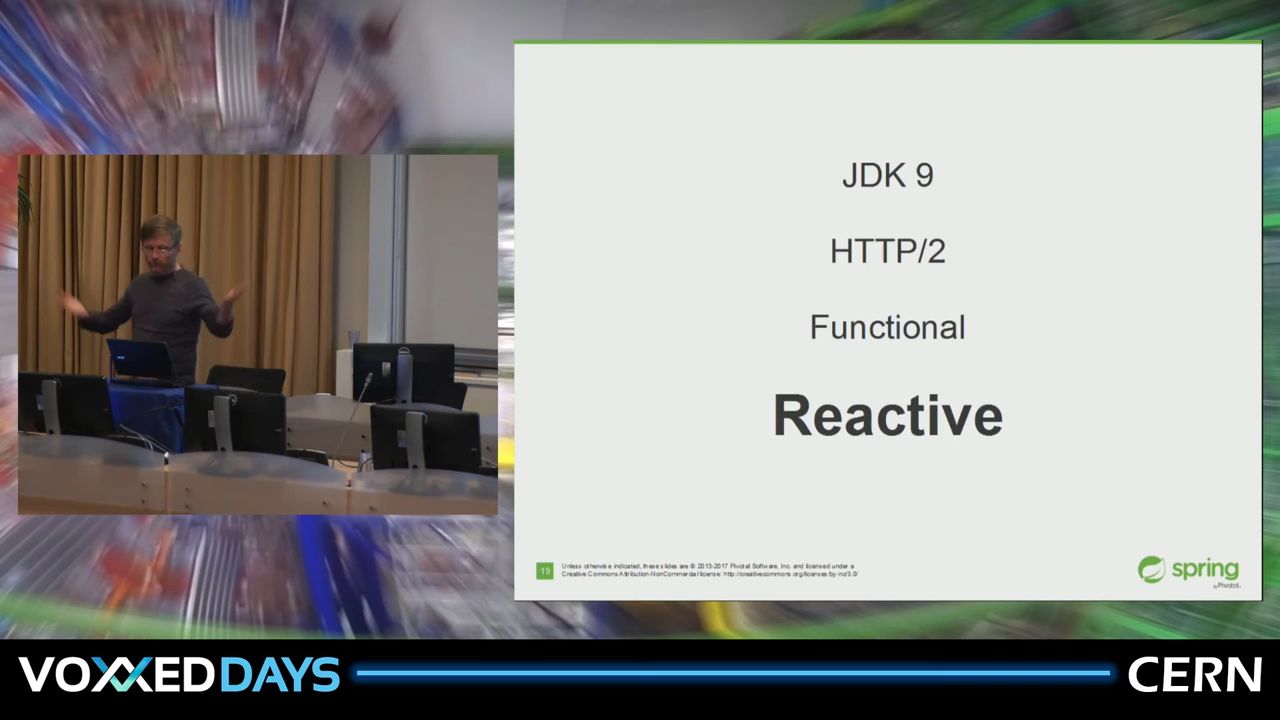 JDK 9
HTTP/2
Functional
Reactive
19
Unless otherwise indicated, these slides are © 2013-2017 Pivotal Software, Inc. and licensed under a
Creative Commons Attribution-NonCommercial license: http://creativecommons.org/licenses/by-nc/3.0/
spring
by Pivotal.
VOXXED DAYS
CERN